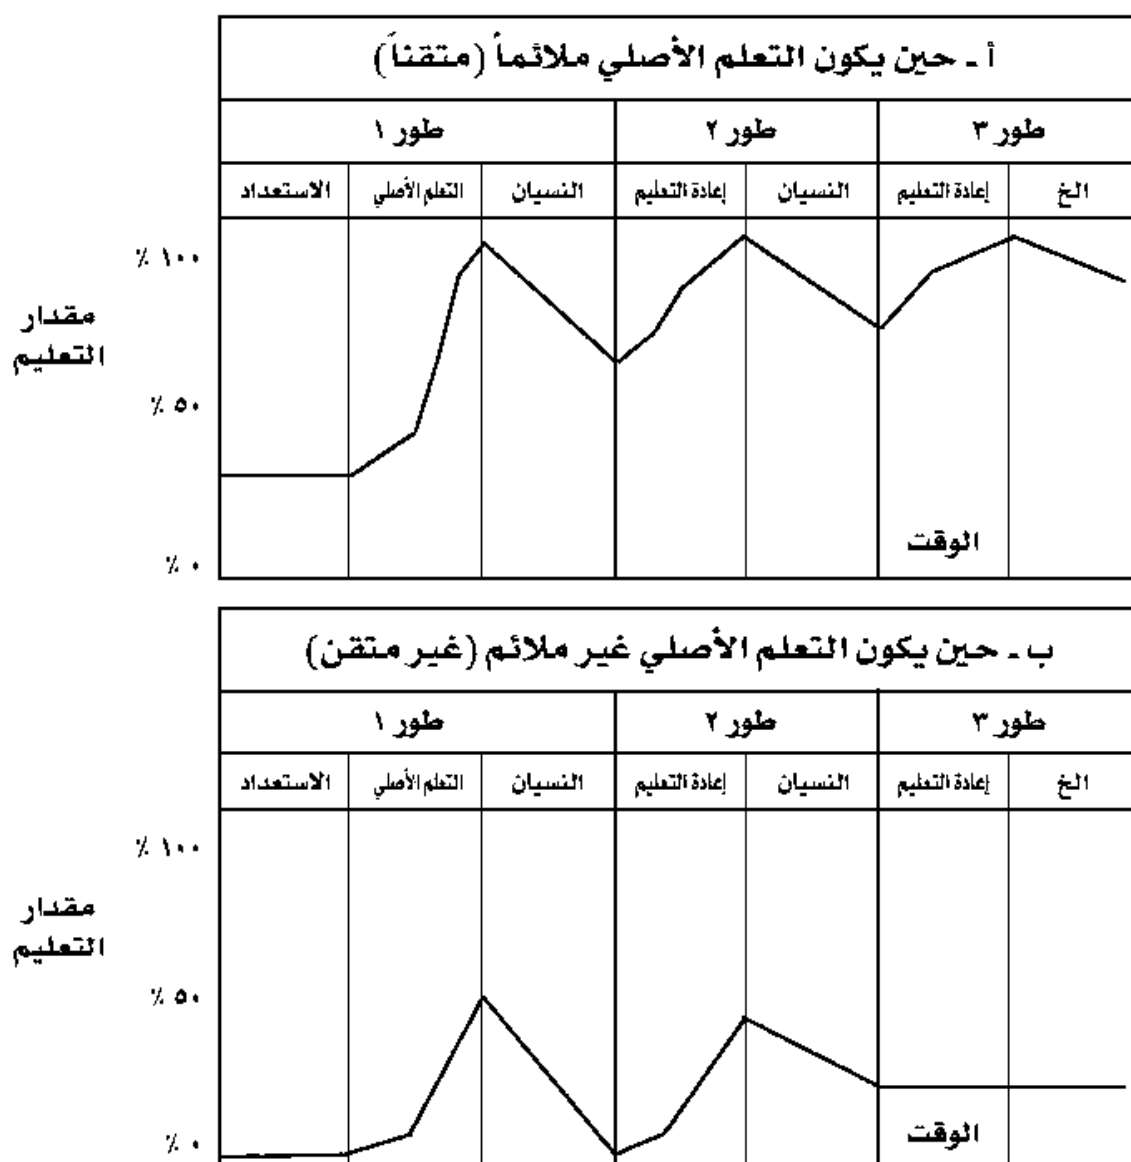 أ ـ حين يكون التعلم الأصلي ملائماً (متقناً)
طور ١ طور ٢ طور ٣
الاستعداد التعلم الأصلي النسيان إعادة التعليم النسيان إعادة التعليم الخ
٪ ١٠٠
مقدار
التعليم
٪ ٥٠
الوقت
٪ ٠
ب ـ حين يكون التعلم الأصلي غير ملائم (غير متقن)
طور ١ طور ٢ طور ٣
الاستعداد التعلم الأصلي النسيان إعادة التعليم النسيان إعادة التعليم الخ
٪ ١٠٠
مقدار
التعليم
٪ ٥٠
الوقت
٪ ٠